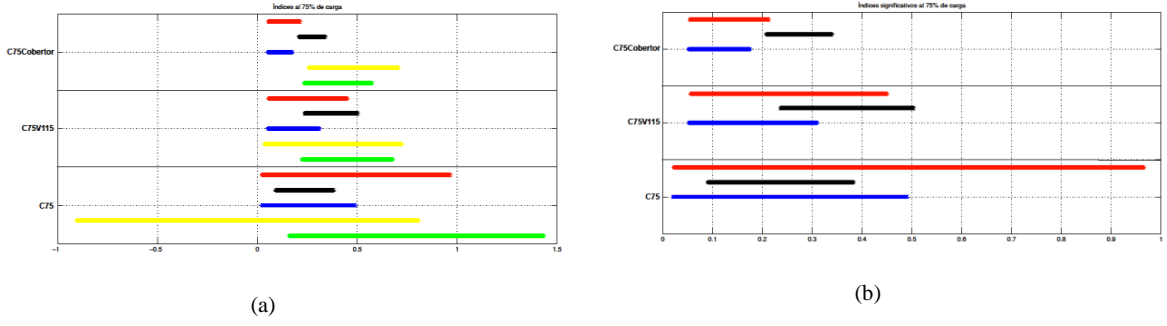 Índices al 75% de carga
C75Cobertor
C75V115
C75
−1 −0.5 0 0.5 1 1.5
(a)
Índices significativos al 75% de carga
C75Cobertor
C75V115
C75
0 0.1 0.2 0.3 0.4 0.5 0.6 0.7 0.8 0.9 1
(b)